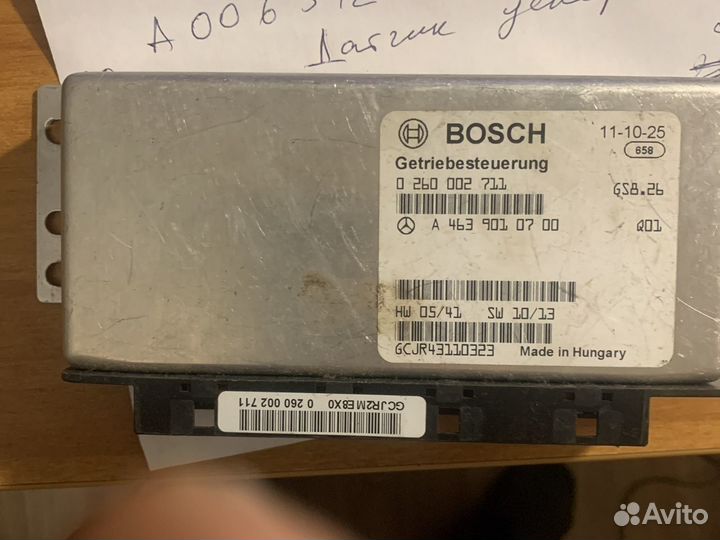 A 006 542
Датчик
BOSCH 11-10-25
658
Getriebesteuerung
0 260 002 711 GS8.26
A 463 901 07 00 Q01
HW 05/41 SW 10/13
GCJR43110323 Made in Hungary
GCJR2ME8X0 0 260 002 711
Avito